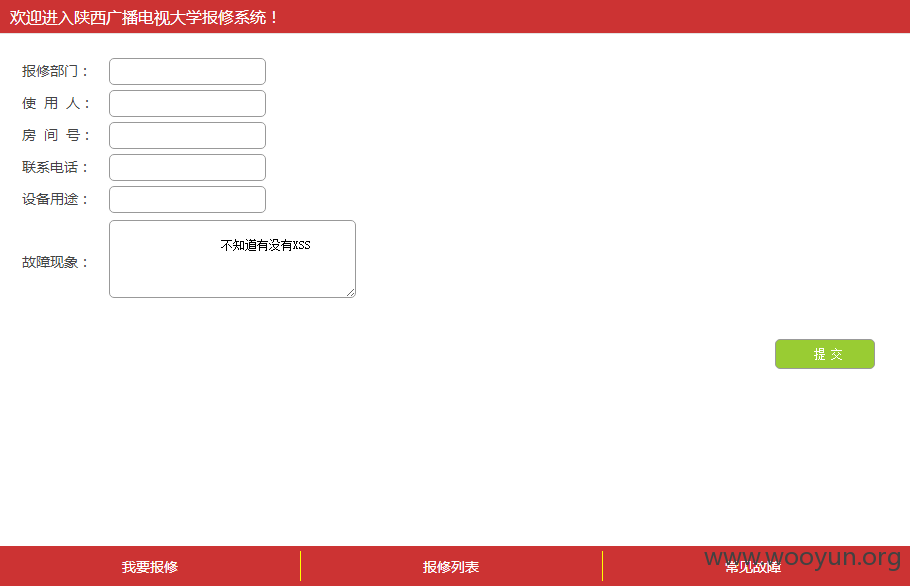 欢迎进入陕西广播电视大学报修系统！
报修部门：
使 用 人：
房 间 号：
联系电话：
设备用途：
不知道有没有XSS
故障现象：
提 交
我要报修 报修列表 常见故障
www.wooyun.org